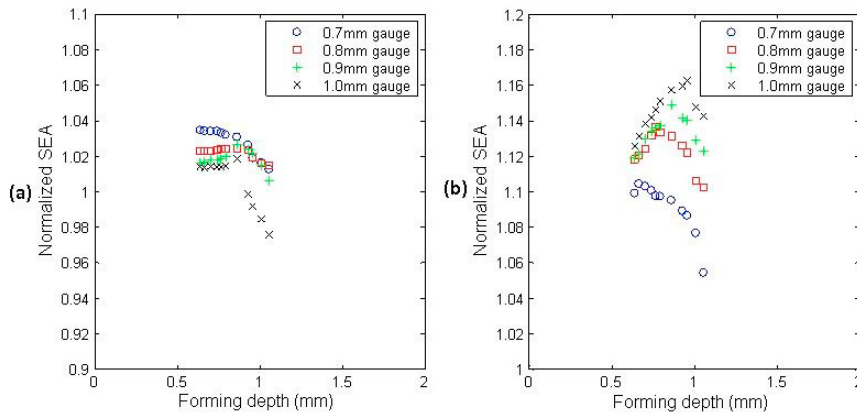 (a)
Normalized SEA
1.1
1.08
1.06
1.04
1.02
1
0.98
0.96
0.94
0.92
0.9
0
0.5
1
1.5
2
Forming depth (mm)
0.7mm gauge
0.8mm gauge
0.9mm gauge
1.0mm gauge
(b)
Normalized SEA
1.2
1.18
1.16
1.14
1.12
1.1
1.08
1.06
1.04
1.02
1
0
0.5
1
1.5
2
Forming depth (mm)
0.7mm gauge
0.8mm gauge
0.9mm gauge
1.0mm gauge